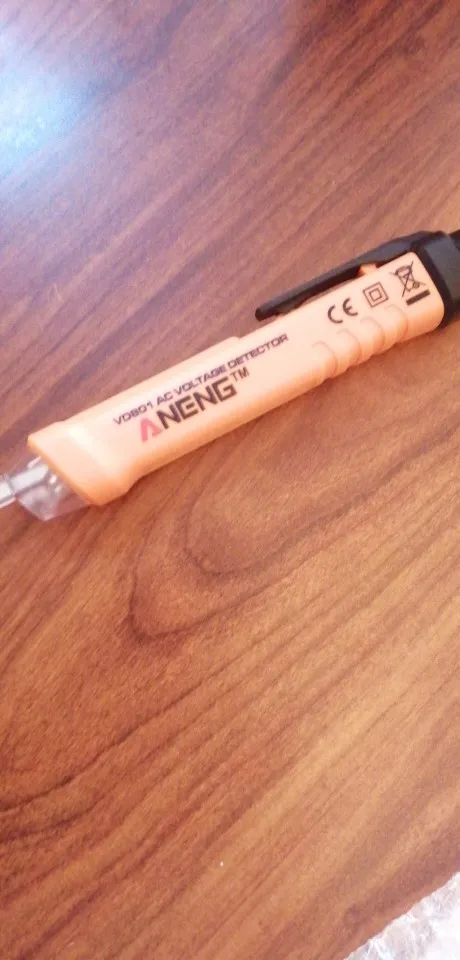 VD801 AC VOLTAGE DETECTOR
ANENG™
CE